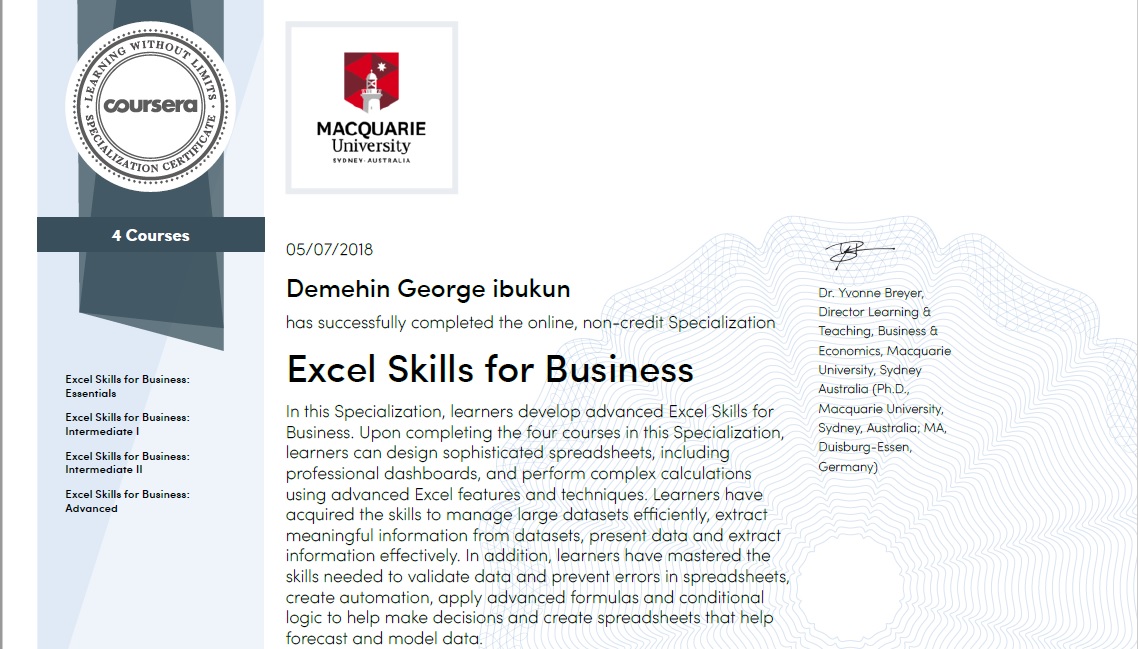 LEARNING WITHOUT LIMITS
coursera
SPECIALIZATION CERTIFICATE
MACQUARIE
University
SYDNEY·AUSTRALIA
4 Courses
Excel Skills for Business:
Essentials
Excel Skills for Business:
Intermediate I
Excel Skills for Business:
Intermediate II
Excel Skills for Business:
Advanced
05/07/2018
Demehin George ibukun
has successfully completed the online, non-credit Specialization
Excel Skills for Business
In this Specialization, learners develop advanced Excel Skills for
Business. Upon completing the four courses in this Specialization,
learners can design sophisticated spreadsheets, including
professional dashboards, and perform complex calculations
using advanced Excel features and techniques. Learners have
acquired the skills to manage large datasets efficiently, extract
meaningful information from datasets, present data and extract
information effectively. In addition, learners have mastered the
skills needed to validate data and prevent errors in spreadsheets,
create automation, apply advanced formulas and conditional
logic to help make decisions and create spreadsheets that help
forecast and model data.
Dr. Yvonne Breyer,
Director Learning &
Teaching, Business &
Economics, Macquarie
University, Sydney
Australia (Ph.D.,
Macquarie University,
Sydney, Australia; MA,
Duisburg-Essen,
Germany)